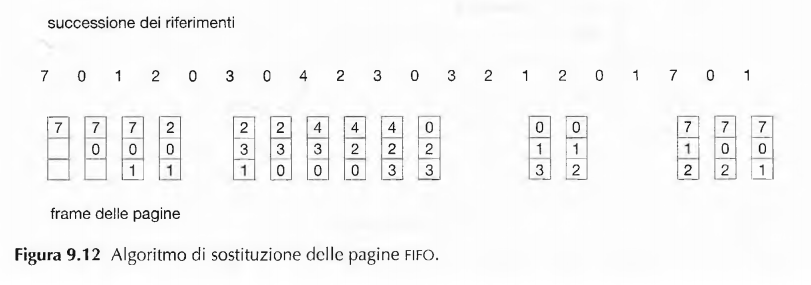 successione dei riferimenti
7 0 1 2 0 3 0 4 2 3 0 3 2 1 2 0 1 7 0 1
7 7 7 2 2 2 4 4 4 0 0 0 7 7 7
0 0 0 3 3 3 2 2 2 1 1 1 0 0
1 1 1 0 0 0 3 3 3 2 2 2 1
frame delle pagine
Figura 9.12 Algoritmo di sostituzione delle pagine FIFO.